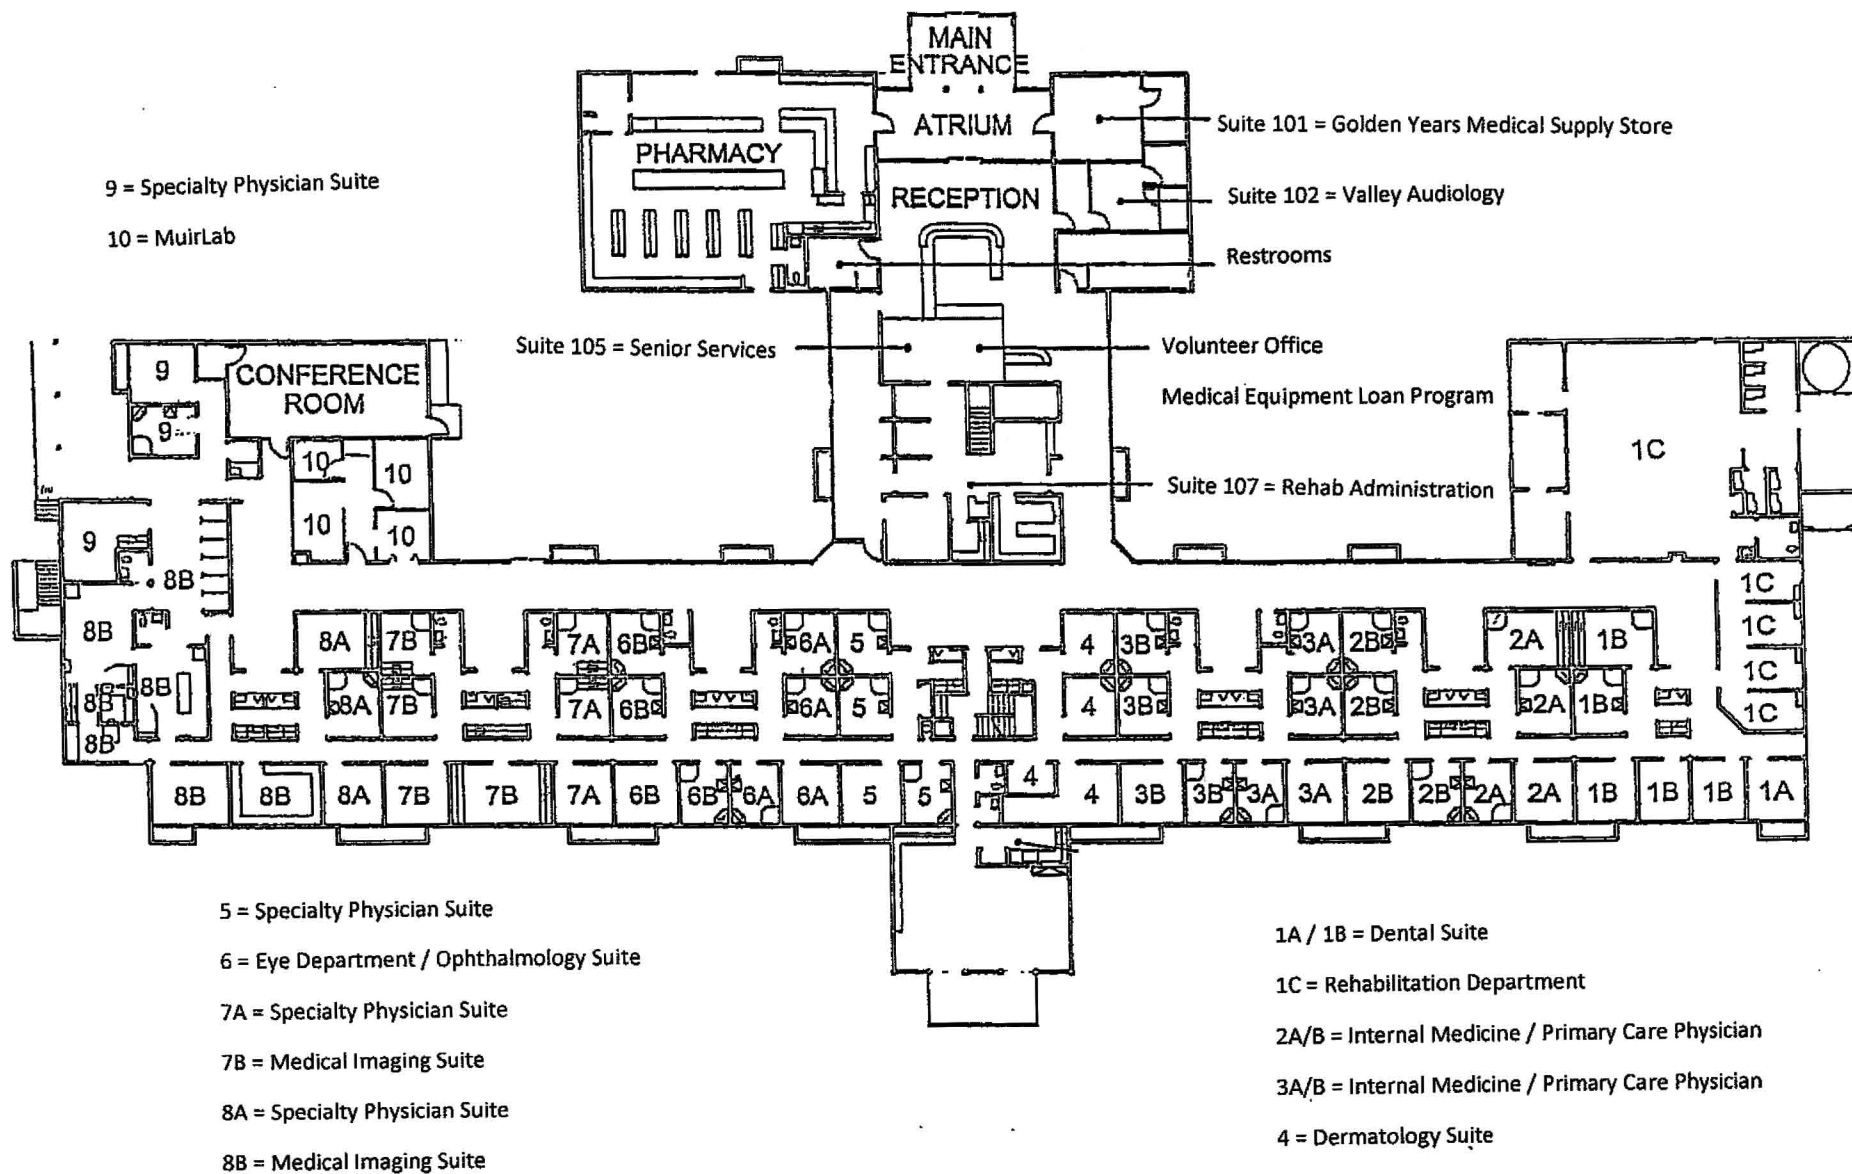 MAIN
ENTRANCE
ATRIUM
Suite 101 = Golden Years Medical Supply Store
PHARMACY
9 = Specialty Physician Suite
RECEPTION
Suite 102 = Valley Audiology
10 = MuirLab
Restrooms
Suite 105 = Senior Services
Volunteer Office
9
CONFERENCE
ROOM
Medical Equipment Loan Program
9
1C
10
10
Suite 107 = Rehab Administration
10
10
9
8B
1C
8B
8A
7B
7A
6B
6A
5
4
3B
3A
2B
2A
1B
1C
8B
8B
8A
7B
7A
6B
6A
5
4
3B
3A
2B
2A
1B
1C
8B
1C
8B
8B
8A
7B
7B
7A
6B
6B
6A
6A
5
5
4
4
3B
3B
3A
3A
2B
2B
2A
2A
1B
1B
1B
1A
5 = Specialty Physician Suite
6 = Eye Department / Ophthalmology Suite
7A = Specialty Physician Suite
7B = Medical Imaging Suite
8A = Specialty Physician Suite
8B = Medical Imaging Suite
1A / 1B = Dental Suite
1C = Rehabilitation Department
2A/B = Internal Medicine / Primary Care Physician
3A/B = Internal Medicine / Primary Care Physician
4 = Dermatology Suite